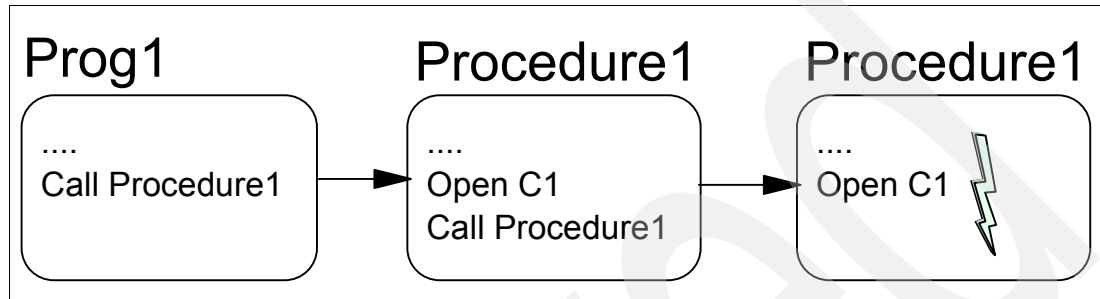 Prog1
....
Call Procedure1
Procedure1
....
Open C1
Call Procedure1
Procedure1
....
Open C1